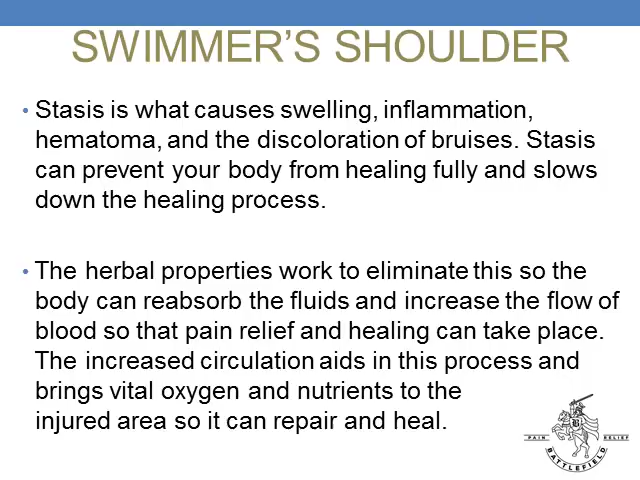 SWIMMER’S SHOULDER
• Stasis is what causes swelling, inflammation,
hematoma, and the discoloration of bruises. Stasis
can prevent your body from healing fully and slows
down the healing process.
• The herbal properties work to eliminate this so the
body can reabsorb the fluids and increase the flow of
blood so that pain relief and healing can take place.
The increased circulation aids in this process and
brings vital oxygen and nutrients to the
injured area so it can repair and heal.
B
PAIN RELIEF
BATTLEFIELD